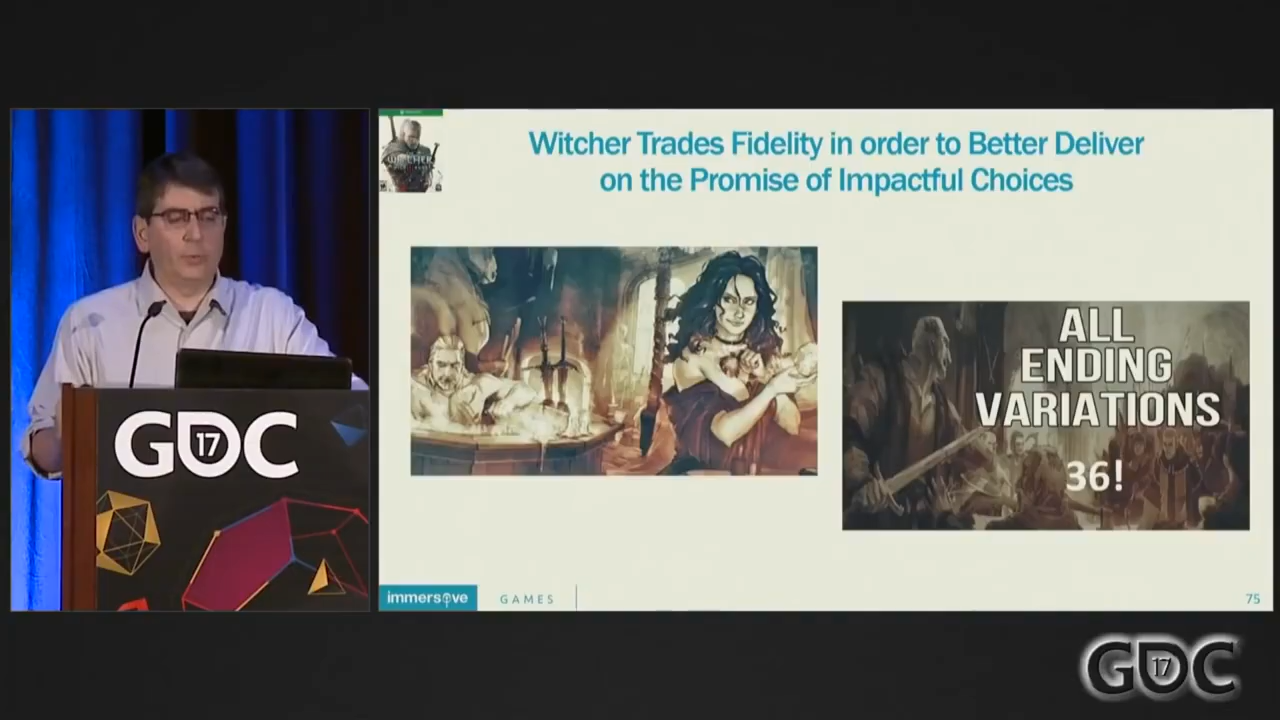 WITCHER
Witcher Trades Fidelity in order to Better Deliver
on the Promise of Impactful Choices
ALL
ENDING
VARIATIONS
36!
GDC
17
immersive
GAMES
75
GDC
17